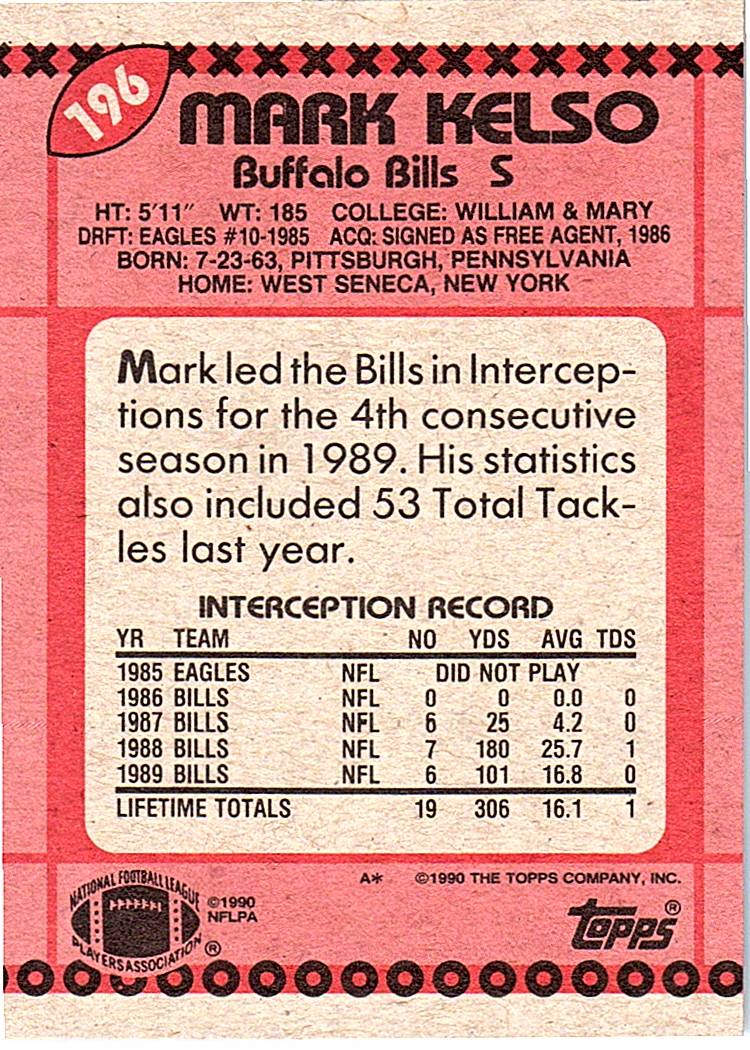 196
MARK KELSO
Buffalo Bills S
HT: 5'11" WT: 185 COLLEGE: WILLIAM & MARY
DRFT: EAGLES #10-1985 ACQ: SIGNED AS FREE AGENT, 1986
BORN: 7-23-63, PITTSBURGH, PENNSYLVANIA
HOME: WEST SENECA, NEW YORK
Mark led the Bills in Intercep-
tions for the 4th consecutive
season in 1989. His statistics
also included 53 Total Tack-
les last year.
INTERCEPTION RECORD
YR TEAM NO YDS AVG TDS
1985 EAGLES NFL DID NOT PLAY
1986 BILLS NFL 0 0 0.0 0
1987 BILLS NFL 6 25 4.2 0
1988 BILLS NFL 7 180 25.7 1
1989 BILLS NFL 6 101 16.8 0
LIFETIME TOTALS 19 306 16.1 1
A* ©1990 THE TOPPS COMPANY, INC.
NATIONAL FOOTBALL LEAGUE
PLAYERS ASSOCIATION ®
©1990
NFLPA
topps ®